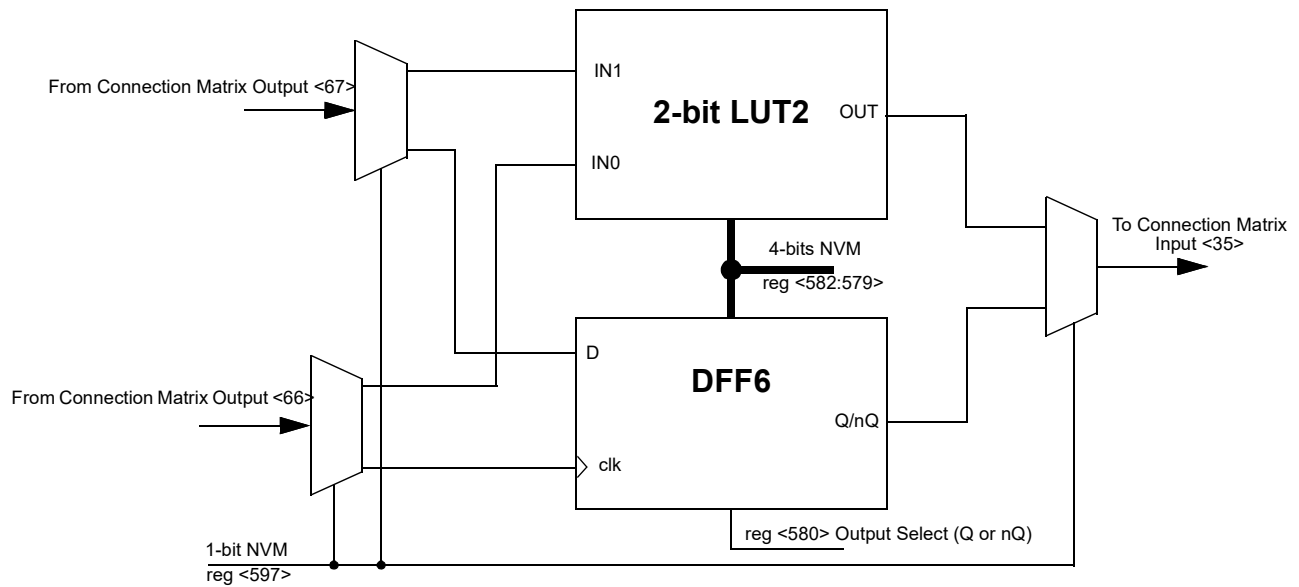 From Connection Matrix Output <67>
IN1
2-bit LUT2
OUT
IN0
To Connection Matrix
Input <35>
4-bits NVM
reg <582:579>
D
DFF6
From Connection Matrix Output <66>
Q/nQ
clk
reg <580> Output Select (Q or nQ)
1-bit NVM
reg <597>